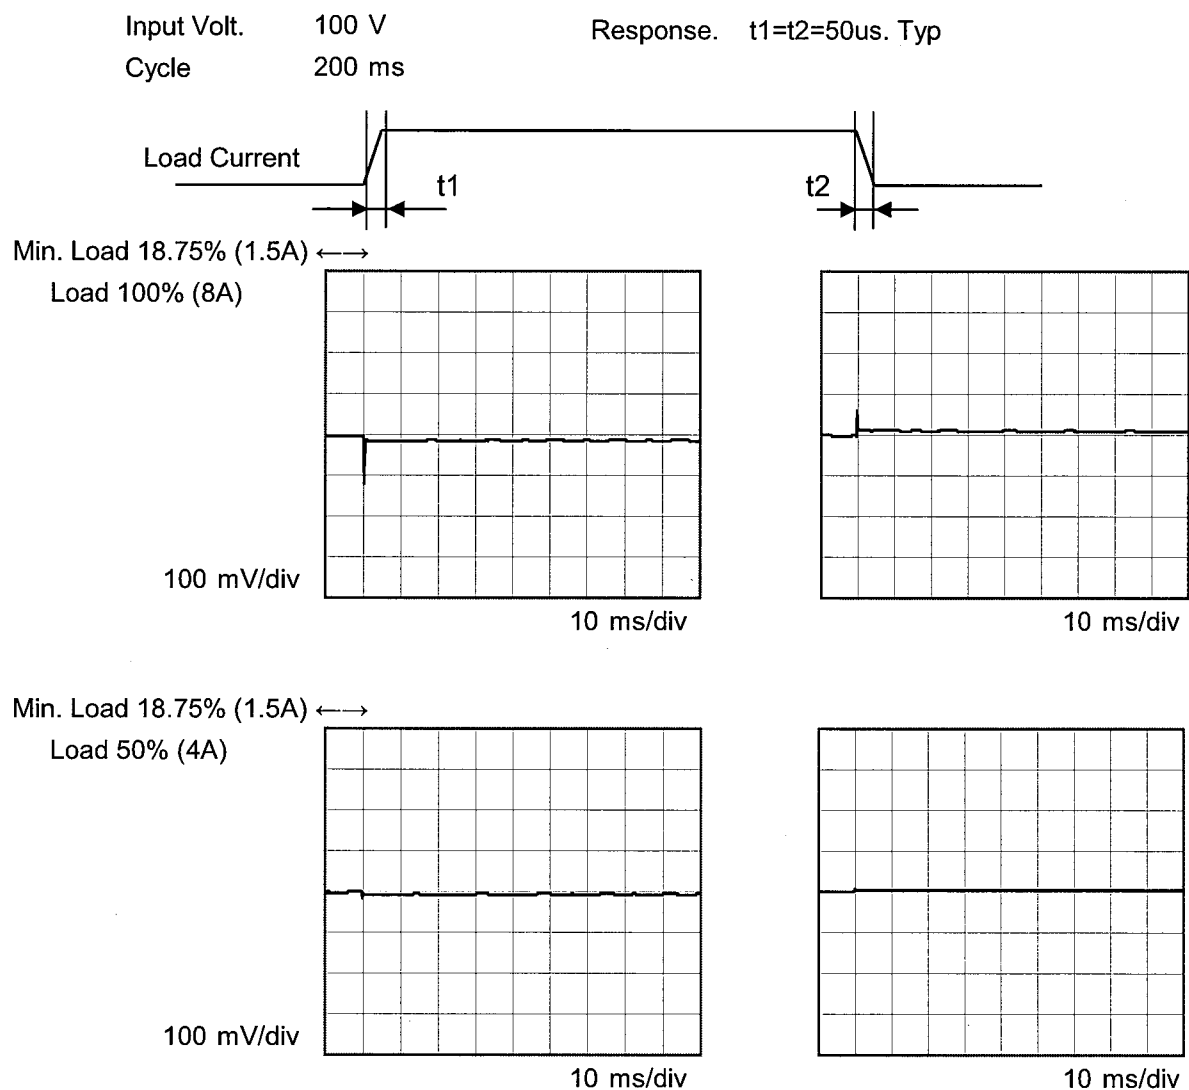 Input Volt. 100 V Response. t1=t2=50us. Typ
Cycle 200 ms
Load Current
t1 t2
Min. Load 18.75% (1.5A) ←→
Load 100% (8A)
100 mV/div
10 ms/div 10 ms/div
Min. Load 18.75% (1.5A) ←→
Load 50% (4A)
100 mV/div
10 ms/div 10 ms/div